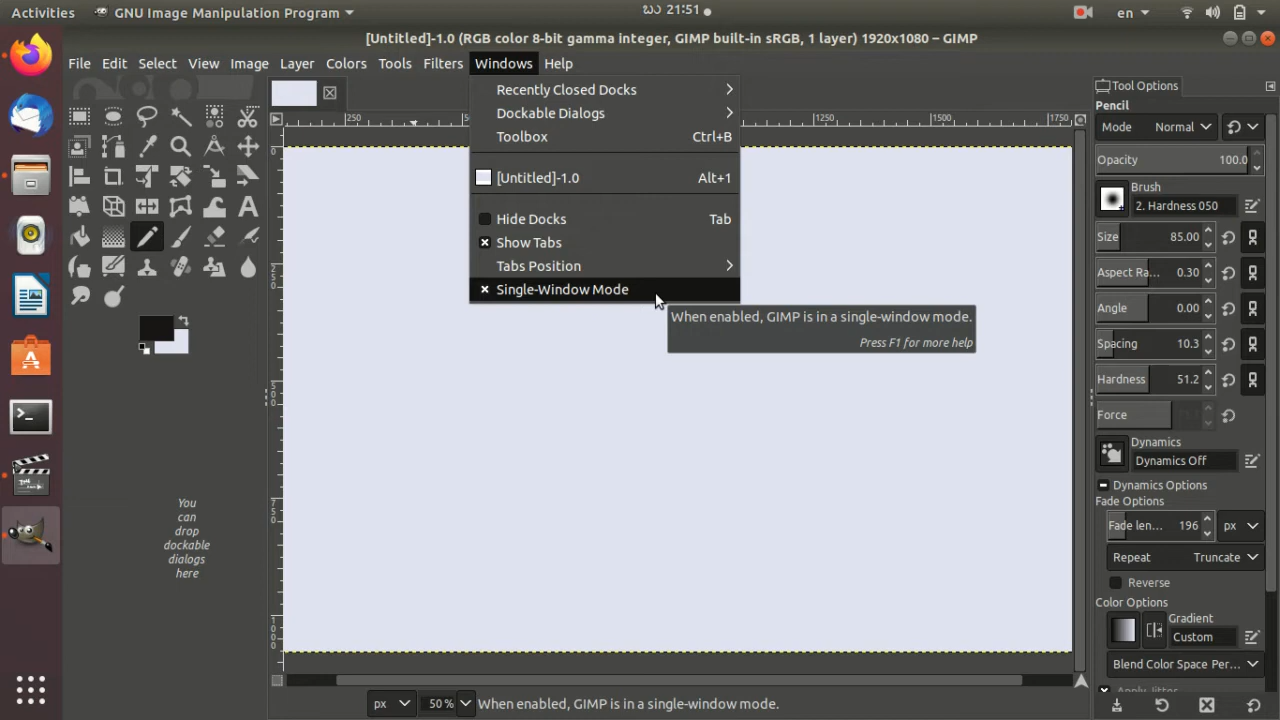 Activities
GNU Image Manipulation Program
21:51
en
[Untitled]-1.0 (RGB color 8-bit gamma integer, GIMP built-in sRGB, 1 layer) 1920x1080 – GIMP
File Edit Select View Image Layer Colors Tools Filters Windows Help
Recently Closed Docks
Dockable Dialogs
Toolbox Ctrl+B
[Untitled]-1.0 Alt+1
Hide Docks Tab
Show Tabs
Tabs Position
Single-Window Mode
When enabled, GIMP is in a single-window mode.
Press F1 for more help
250
1250
1500
1750
0
250
500
750
1000
You
can
drop
dockable
dialogs
here
Tool Options
Pencil
Mode Normal
Opacity 100.0
Brush
2. Hardness 050
Size 85.00
Aspect Ra... 0.30
Angle 0.00
Spacing 10.3
Hardness 51.2
Force
Dynamics
Dynamics Off
Dynamics Options
Fade Options
Fade len... 196 px
Repeat Truncate
Reverse
Color Options
Gradient
Custom
Blend Color Space Per...
Apply Jitter
px 50 % When enabled, GIMP is in a single-window mode.